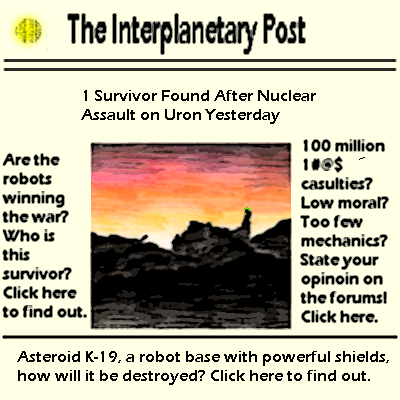 The Interplanetary Post
1 Survivor Found After Nuclear
Assault on Uron Yesterday
Are the
robots
winning
the war?
Who is
this
survivor?
Click here
to find out.
100 million
1#@$
casulties?
Low moral?
Too few
mechanics?
State your
opinoin on
the forums!
Click here.
Asteroid K-19, a robot base with powerful shields,
how will it be destroyed? Click here to find out.